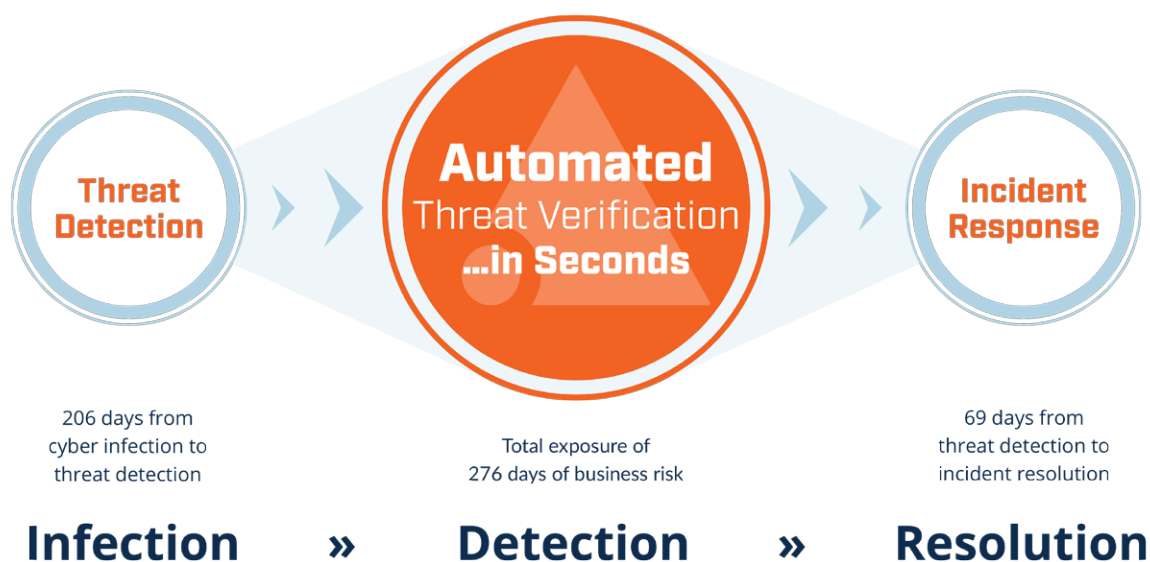 Threat
Detection
Automated
Threat Verification
...in Seconds
Incident
Response
206 days from
cyber infection to
threat detection
Total exposure of
276 days of business risk
69 days from
threat detection to
incident resolution
Infection » Detection » Resolution